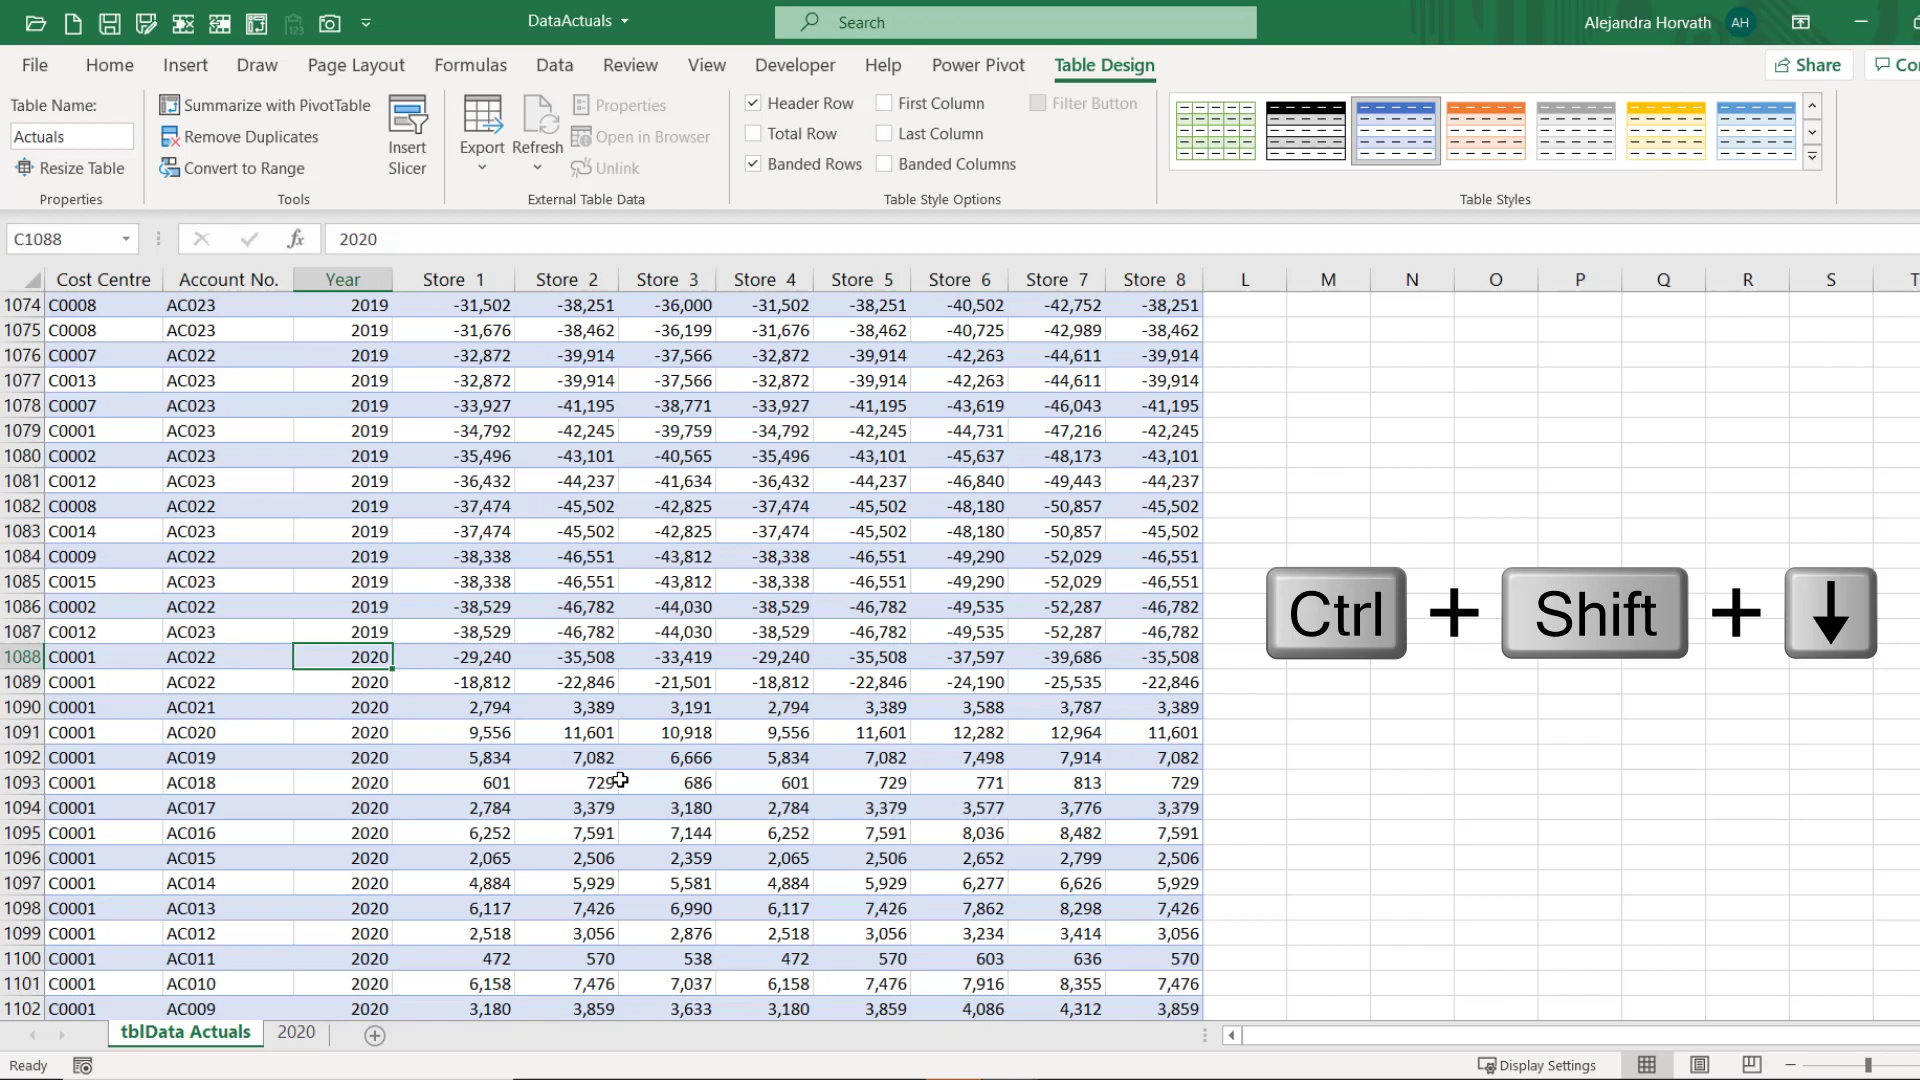 DataActuals
Search
Alejandra Horvath AH
File Home Insert Draw Page Layout Formulas Data Review View Developer Help Power Pivot Table Design Share Co
Table Name: Summarize with PivotTable Properties Header Row First Column Filter Button
Actuals Remove Duplicates Insert Slicer Export Refresh Open in Browser Total Row Last Column
Resize Table Convert to Range Unlink Banded Rows Banded Columns
Properties Tools External Table Data Table Style Options Table Styles
C1088 fx 2020
Cost Centre Account No. Year Store 1 Store 2 Store 3 Store 4 Store 5 Store 6 Store 7 Store 8 L M N O P Q R S T
1074 C0008 AC023 2019 -31,502 -38,251 -36,000 -31,502 -38,251 -40,502 -42,752 -38,251
1075 C0008 AC023 2019 -31,676 -38,462 -36,199 -31,676 -38,462 -40,725 -42,989 -38,462
1076 C0007 AC022 2019 -32,872 -39,914 -37,566 -32,872 -39,914 -42,263 -44,611 -39,914
1077 C0013 AC023 2019 -32,872 -39,914 -37,566 -32,872 -39,914 -42,263 -44,611 -39,914
1078 C0007 AC023 2019 -33,927 -41,195 -38,771 -33,927 -41,195 -43,619 -46,043 -41,195
1079 C0001 AC023 2019 -34,792 -42,245 -39,759 -34,792 -42,245 -44,731 -47,216 -42,245
1080 C0002 AC023 2019 -35,496 -43,101 -40,565 -35,496 -43,101 -45,637 -48,173 -43,101
1081 C0012 AC023 2019 -36,432 -44,237 -41,634 -36,432 -44,237 -46,840 -49,443 -44,237
1082 C0008 AC022 2019 -37,474 -45,502 -42,825 -37,474 -45,502 -48,180 -50,857 -45,502
1083 C0014 AC023 2019 -37,474 -45,502 -42,825 -37,474 -45,502 -48,180 -50,857 -45,502
1084 C0009 AC022 2019 -38,338 -46,551 -43,812 -38,338 -46,551 -49,290 -52,029 -46,551
1085 C0015 AC023 2019 -38,338 -46,551 -43,812 -38,338 -46,551 -49,290 -52,029 -46,551
1086 C0002 AC022 2019 -38,529 -46,782 -44,030 -38,529 -46,782 -49,535 -52,287 -46,782
1087 C0012 AC023 2019 -38,529 -46,782 -44,030 -38,529 -46,782 -49,535 -52,287 -46,782
1088 C0001 AC022 2020 -29,240 -35,508 -33,419 -29,240 -35,508 -37,597 -39,686 -35,508
1089 C0001 AC022 2020 -18,812 -22,846 -21,501 -18,812 -22,846 -24,190 -25,535 -22,846
1090 C0001 AC021 2020 2,794 3,389 3,191 2,794 3,389 3,588 3,787 3,389
1091 C0001 AC020 2020 9,556 11,601 10,918 9,556 11,601 12,282 12,964 11,601
1092 C0001 AC019 2020 5,834 7,082 6,666 5,834 7,082 7,498 7,914 7,082
1093 C0001 AC018 2020 601 729 686 601 729 771 813 729
1094 C0001 AC017 2020 2,784 3,379 3,180 2,784 3,379 3,577 3,776 3,379
1095 C0001 AC016 2020 6,252 7,591 7,144 6,252 7,591 8,036 8,482 7,591
1096 C0001 AC015 2020 2,065 2,506 2,359 2,065 2,506 2,652 2,799 2,506
1097 C0001 AC014 2020 4,884 5,929 5,581 4,884 5,929 6,277 6,626 5,929
1098 C0001 AC013 2020 6,117 7,426 6,990 6,117 7,426 7,862 8,298 7,426
1099 C0001 AC012 2020 2,518 3,056 2,876 2,518 3,056 3,234 3,414 3,056
1100 C0001 AC011 2020 472 570 538 472 570 603 636 570
1101 C0001 AC010 2020 6,158 7,476 7,037 6,158 7,476 7,916 8,355 7,476
1102 C0001 AC009 2020 3,180 3,859 3,633 3,180 3,859 4,086 4,312 3,859
Ctrl + Shift + ↓
tblData Actuals 2020
Ready Display Settings